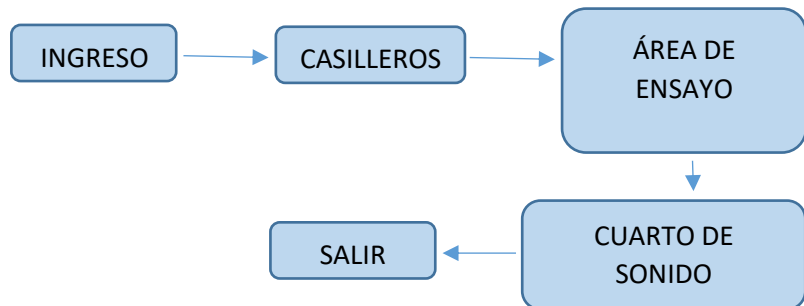 INGRESO
CASILLEROS
ÁREA DE
ENSAYO
CUARTO DE
SONIDO
SALIR